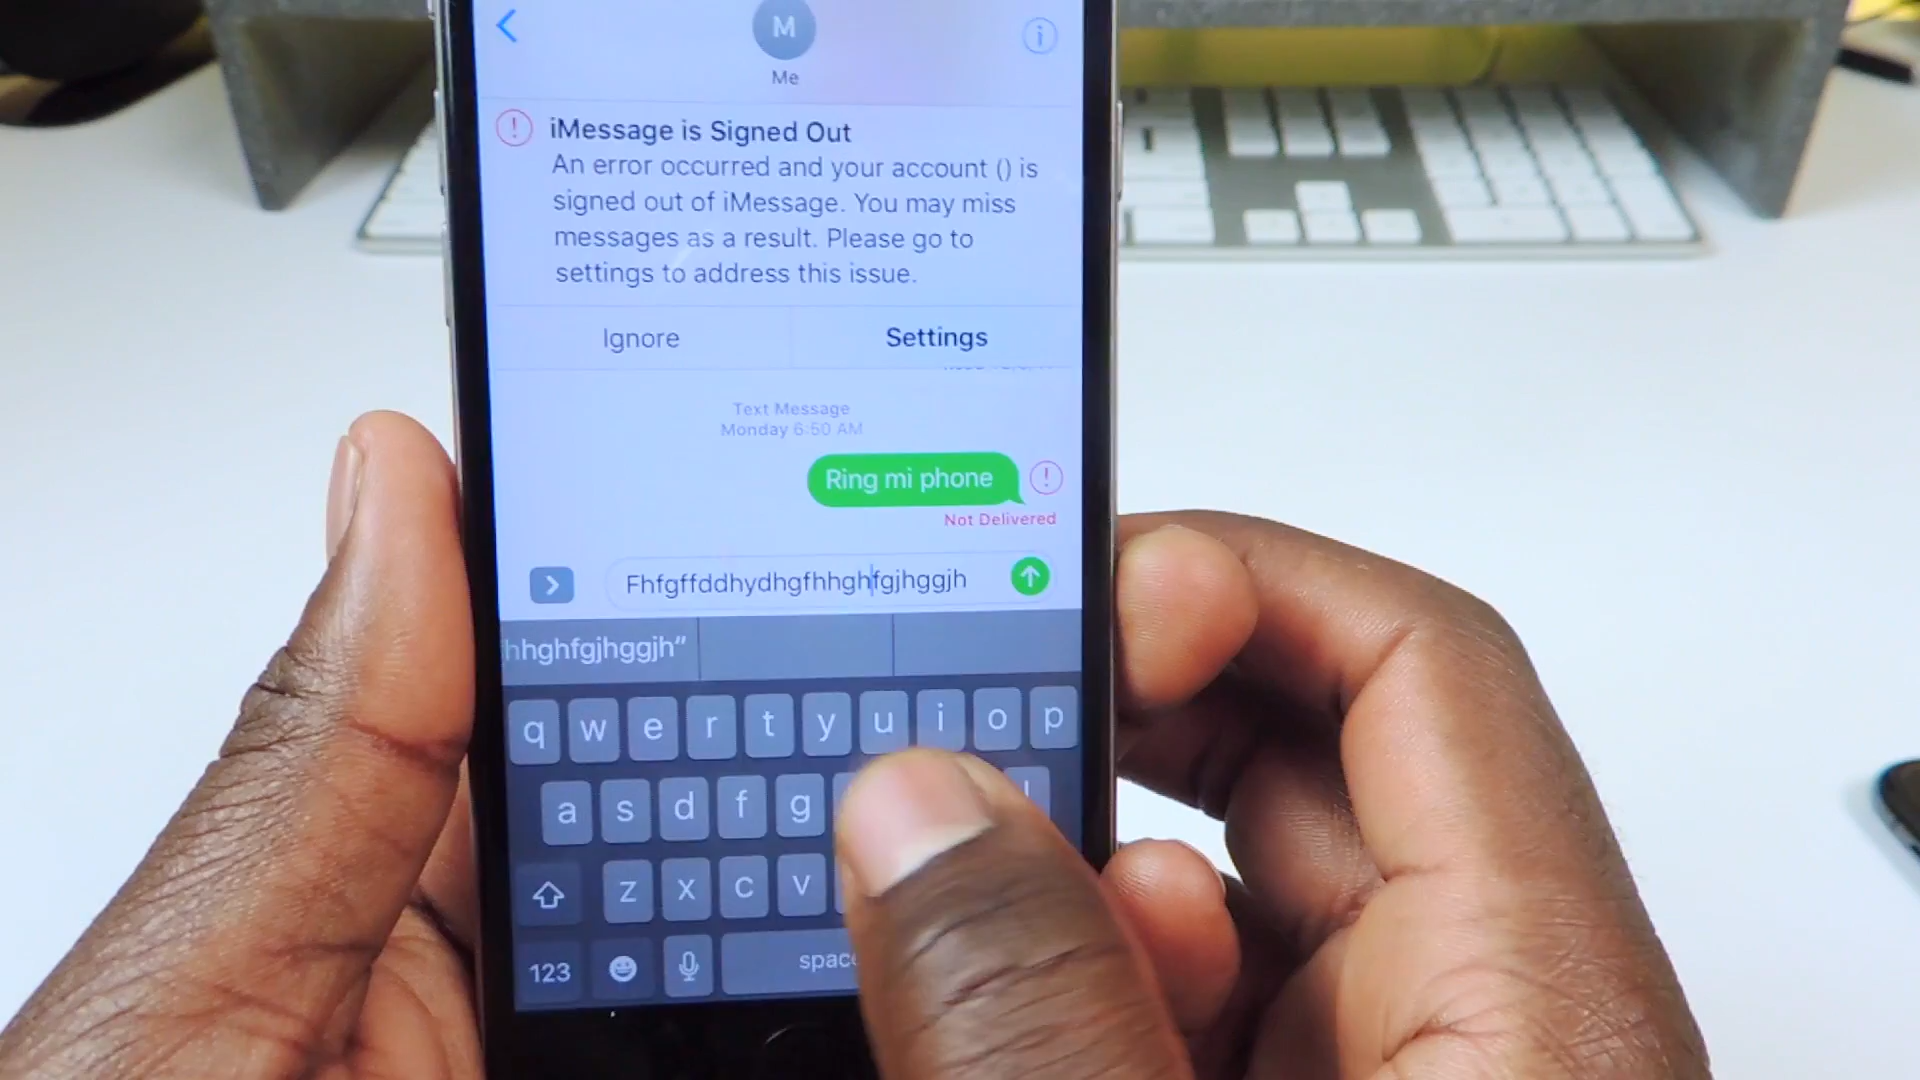 M
Me
iMessage is Signed Out
An error occurred and your account () is
signed out of iMessage. You may miss
messages as a result. Please go to
settings to address this issue.
Ignore Settings
Text Message
Monday 6:50 AM
Ring mi phone
Not Delivered
Fhfgffddhydhgfhhghfgjhggjh
hhghfgjhggjh"
q w e r t y u i o p
a s d f g
z x c v
123 space